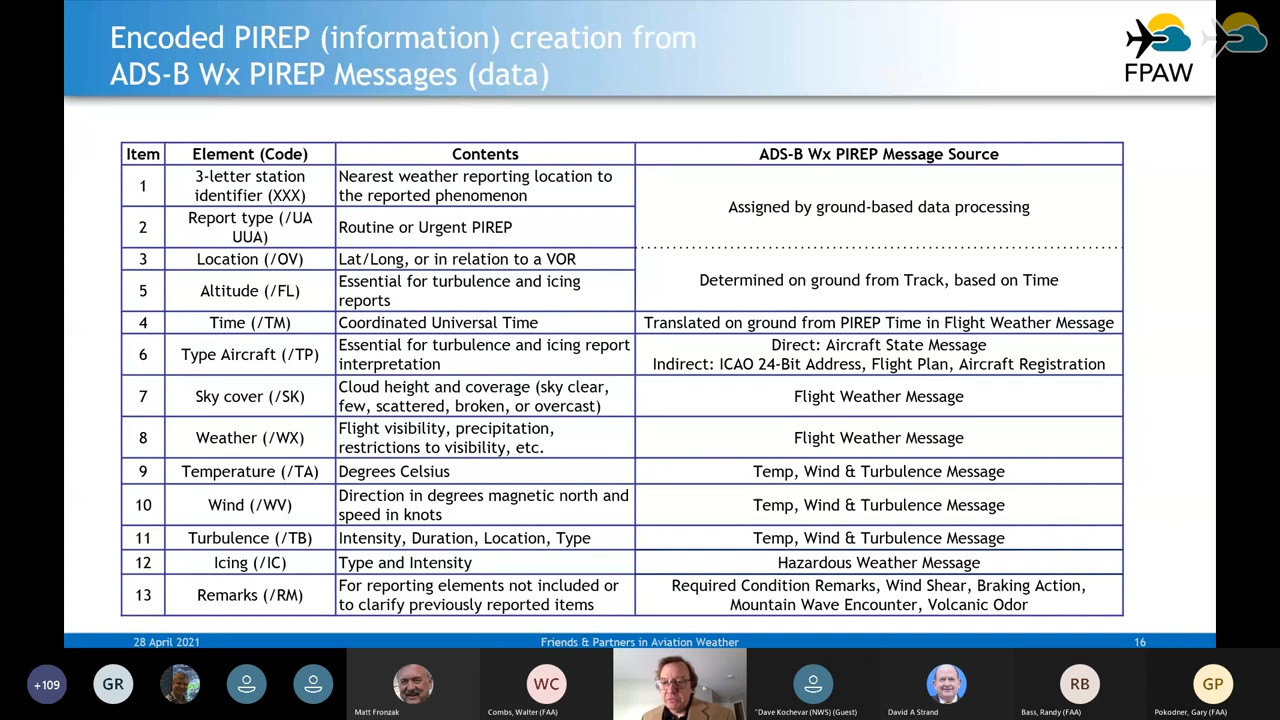 Encoded PIREP (information) creation from
ADS-B Wx PIREP Messages (data)
FPAW
Item
Element (Code)
Contents
ADS-B Wx PIREP Message Source
1
3-letter station
identifier (XXX)
Nearest weather reporting location to
the reported phenomenon
Assigned by ground-based data processing
2
Report type (/UA
UUA)
Routine or Urgent PIREP
3
Location (/OV)
Lat/Long, or in relation to a VOR
Determined on ground from Track, based on Time
5
Altitude (/FL)
Essential for turbulence and icing
reports
4
Time (/TM)
Coordinated Universal Time
Translated on ground from PIREP Time in Flight Weather Message
6
Type Aircraft (/TP)
Essential for turbulence and icing report
interpretation
Direct: Aircraft State Message
Indirect: ICAO 24-Bit Address, Flight Plan, Aircraft Registration
7
Sky cover (/SK)
Cloud height and coverage (sky clear,
few, scattered, broken, or overcast)
Flight Weather Message
8
Weather (/WX)
Flight visibility, precipitation,
restrictions to visibility, etc.
Flight Weather Message
9
Temperature (/TA)
Degrees Celsius
Temp, Wind & Turbulence Message
10
Wind (/WV)
Direction in degrees magnetic north and
speed in knots
Temp, Wind & Turbulence Message
11
Turbulence (/TB)
Intensity, Duration, Location, Type
Temp, Wind & Turbulence Message
12
Icing (/IC)
Type and Intensity
Hazardous Weather Message
13
Remarks (/RM)
For reporting elements not included or
to clarify previously reported items
Required Condition Remarks, Wind Shear, Braking Action,
Mountain Wave Encounter, Volcanic Odor
28 April 2021
Friends & Partners in Aviation Weather
16
+109
GR
Matt Fronzak
WC
Combs, Walter (FAA)
"Dave Kochevar (NWS) (Guest)
David A Strand
RB
Bass, Randy (FAA)
GP
Pokodner, Gary (FAA)